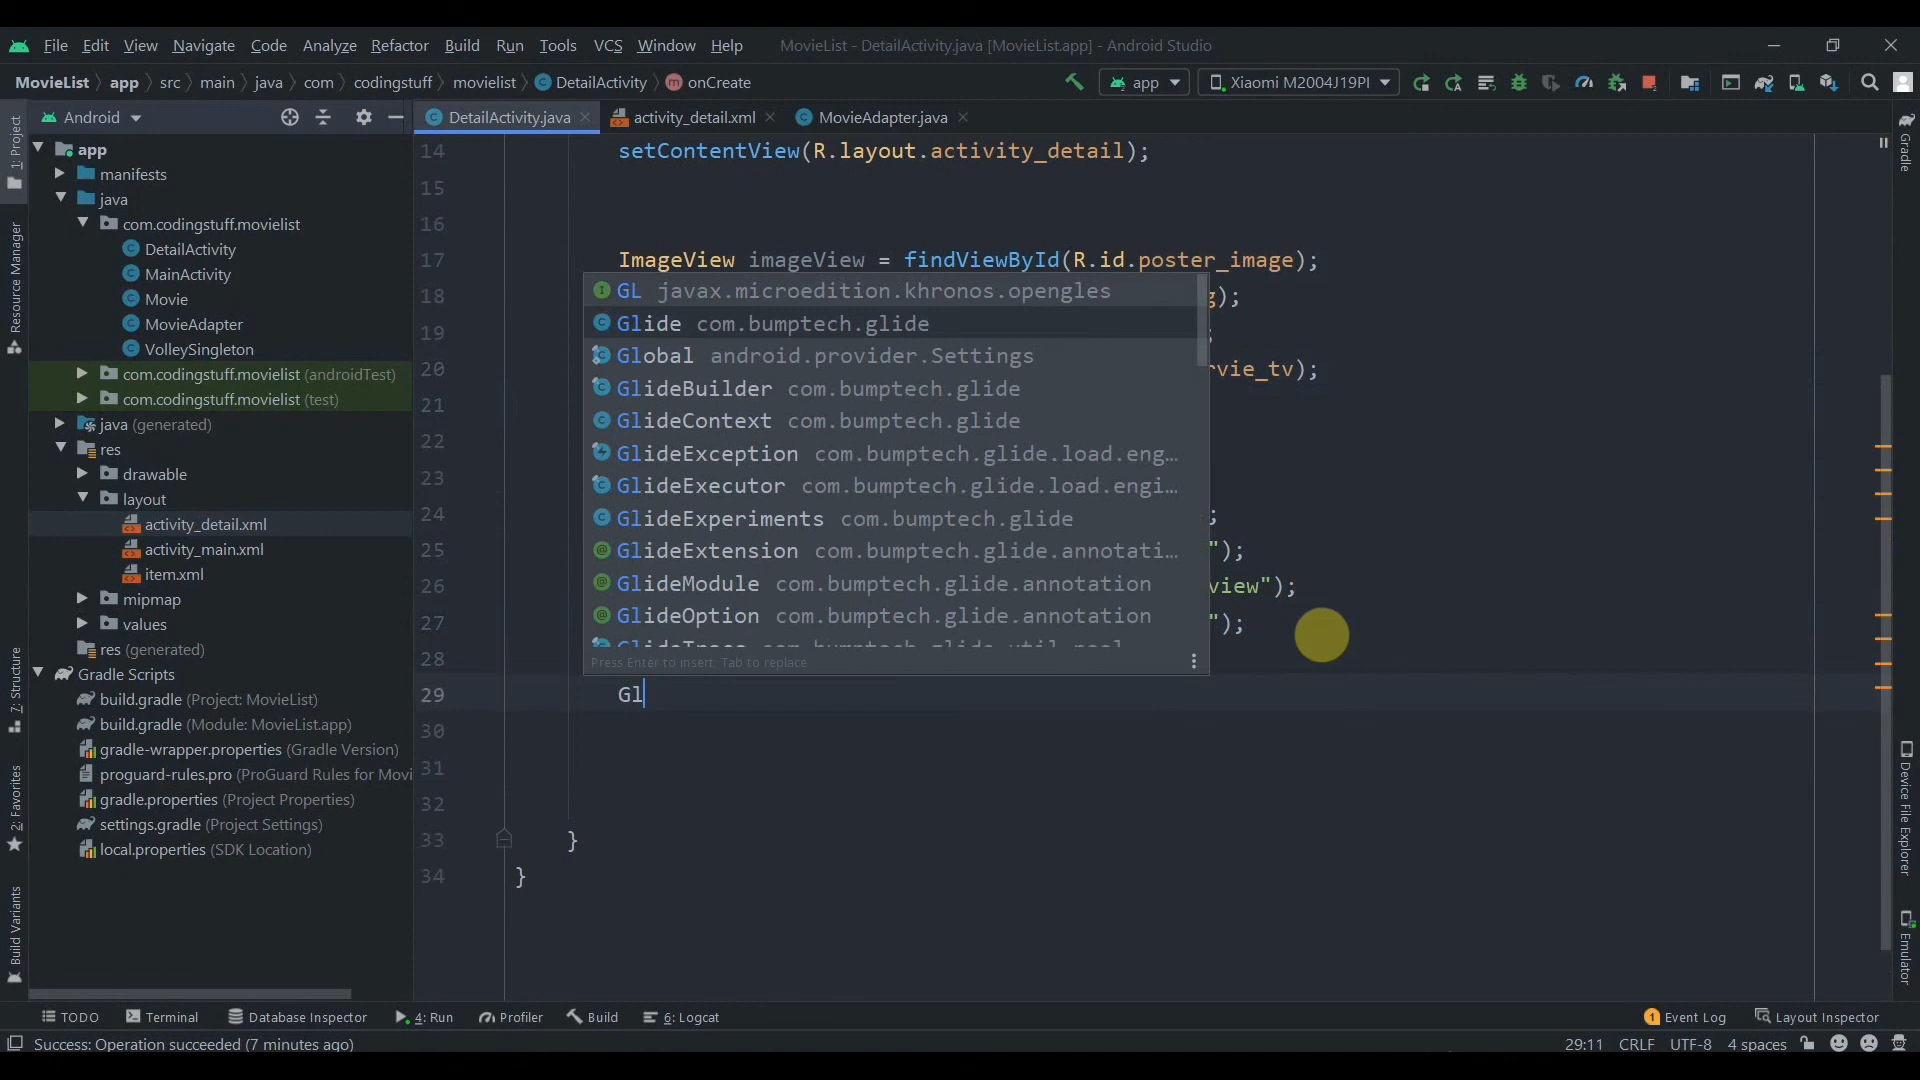 File Edit View Navigate Code Analyze Refactor Build Run Tools VCS Window Help MovieList - DetailActivity.java [MovieList.app] - Android Studio
MovieList app src main java com codingstuff movielist DetailActivity onCreate app Xiaomi M2004J19PI
Android
DetailActivity.java activity_detail.xml MovieAdapter.java
1: Project
Resource Manager
7: Structure
2: Favorites
Build Variants
app
manifests
java
com.codingstuff.movielist
DetailActivity
MainActivity
Movie
MovieAdapter
VolleySingleton
com.codingstuff.movielist (androidTest)
com.codingstuff.movielist (test)
java (generated)
res
drawable
layout
activity_detail.xml
activity_main.xml
item.xml
mipmap
values
res (generated)
Gradle Scripts
build.gradle (Project: MovieList)
build.gradle (Module: MovieList.app)
gradle-wrapper.properties (Gradle Version)
proguard-rules.pro (ProGuard Rules for Movi
gradle.properties (Project Properties)
settings.gradle (Project Settings)
local.properties (SDK Location)
14 setContentView(R.layout.activity_detail);
15
16
17 ImageView imageView = findViewById(R.id.poster_image);
18 g);
19 ;
20 rvie_tv);
21
22
23
24 ;
25 ");
26 view");
27 ");
28
29 Gl
30
31
32
33 }
34 }
GL javax.microedition.khronos.opengles
Glide com.bumptech.glide
Global android.provider.Settings
GlideBuilder com.bumptech.glide
GlideContext com.bumptech.glide
GlideException com.bumptech.glide.load.eng…
GlideExecutor com.bumptech.glide.load.engi…
GlideExperiments com.bumptech.glide
GlideExtension com.bumptech.glide.annotati…
GlideModule com.bumptech.glide.annotation
GlideOption com.bumptech.glide.annotation
Press Enter to insert, Tab to replace
Gradle
Device File Explorer
Emulator
TODO Terminal Database Inspector 4: Run Profiler Build 6: Logcat 1 Event Log Layout Inspector
Success: Operation succeeded (7 minutes ago) 29:11 CRLF UTF-8 4 spaces